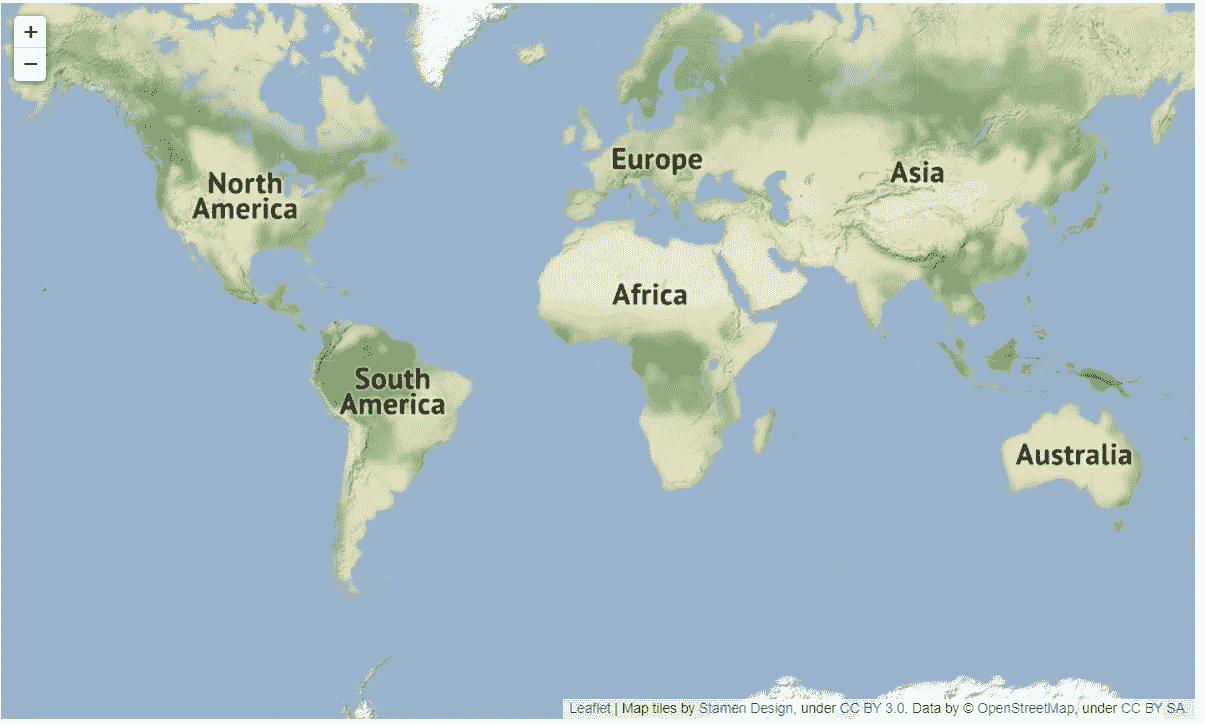 +
−
North
America
Europe
Asia
Africa
South
America
Australia
Leaflet | Map tiles by Stamen Design, under CC BY 3.0. Data by © OpenStreetMap, under CC BY SA.